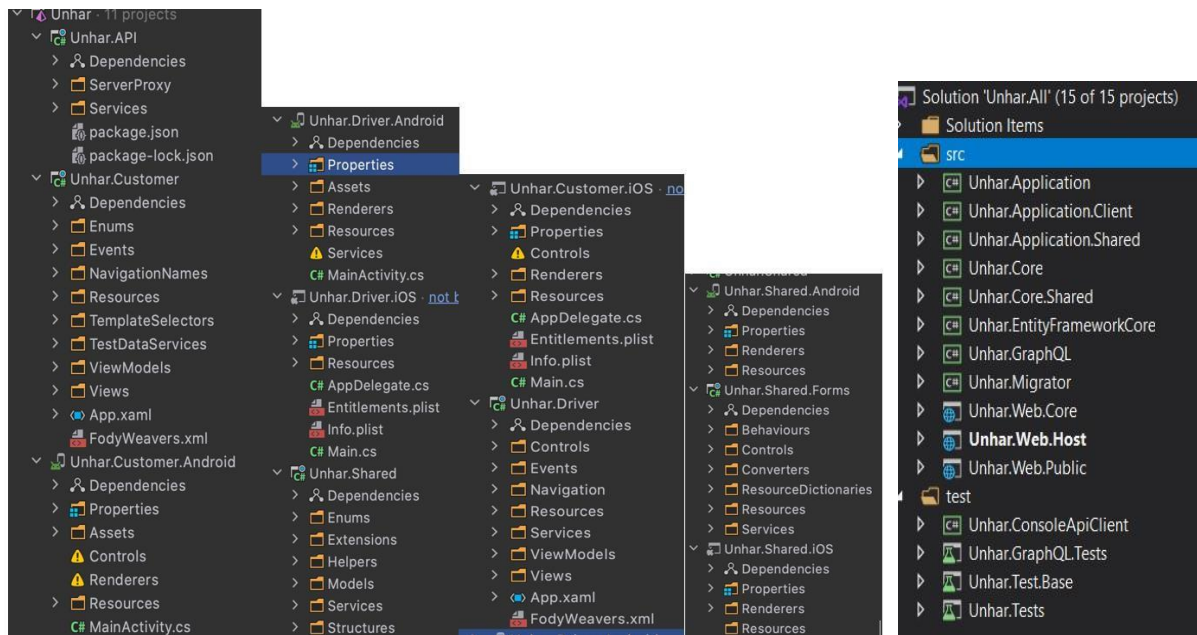 Unhar · 11 projects
Unhar.API
Dependencies
ServerProxy
Services
package.json
package-lock.json
Unhar.Customer
Dependencies
Enums
Events
NavigationNames
Resources
TemplateSelectors
TestDataServices
ViewModels
Views
App.xaml
FodyWeavers.xml
Unhar.Customer.Android
Dependencies
Properties
Assets
Controls
Renderers
Resources
C# MainActivity.cs
Unhar.Driver.Android
Dependencies
Properties
Assets
Renderers
Resources
Services
C# MainActivity.cs
Unhar.Driver.iOS · not
Dependencies
Properties
Resources
C# AppDelegate.cs
Entitlements.plist
Info.plist
C# Main.cs
Unhar.Shared
Dependencies
Enums
Extensions
Helpers
Models
Services
Structures
Unhar.Customer.iOS · no
Dependencies
Properties
Controls
Renderers
Resources
C# AppDelegate.cs
Entitlements.plist
Info.plist
C# Main.cs
Unhar.Driver
Dependencies
Controls
Events
Navigation
Resources
Services
ViewModels
Views
App.xaml
FodyWeavers.xml
Unhar.Shared.Android
Dependencies
Properties
Renderers
Resources
Unhar.Shared.Forms
Dependencies
Behaviours
Controls
Converters
ResourceDictionaries
Resources
Services
Unhar.Shared.iOS
Dependencies
Properties
Renderers
Resources
Solution 'Unhar.All' (15 of 15 projects)
Solution Items
src
C# Unhar.Application
C# Unhar.Application.Client
C# Unhar.Application.Shared
C# Unhar.Core
C# Unhar.Core.Shared
C# Unhar.EntityFrameworkCore
C# Unhar.GraphQL
C# Unhar.Migrator
Unhar.Web.Core
Unhar.Web.Host
Unhar.Web.Public
test
C# Unhar.ConsoleApiClient
Unhar.GraphQL.Tests
Unhar.Test.Base
Unhar.Tests